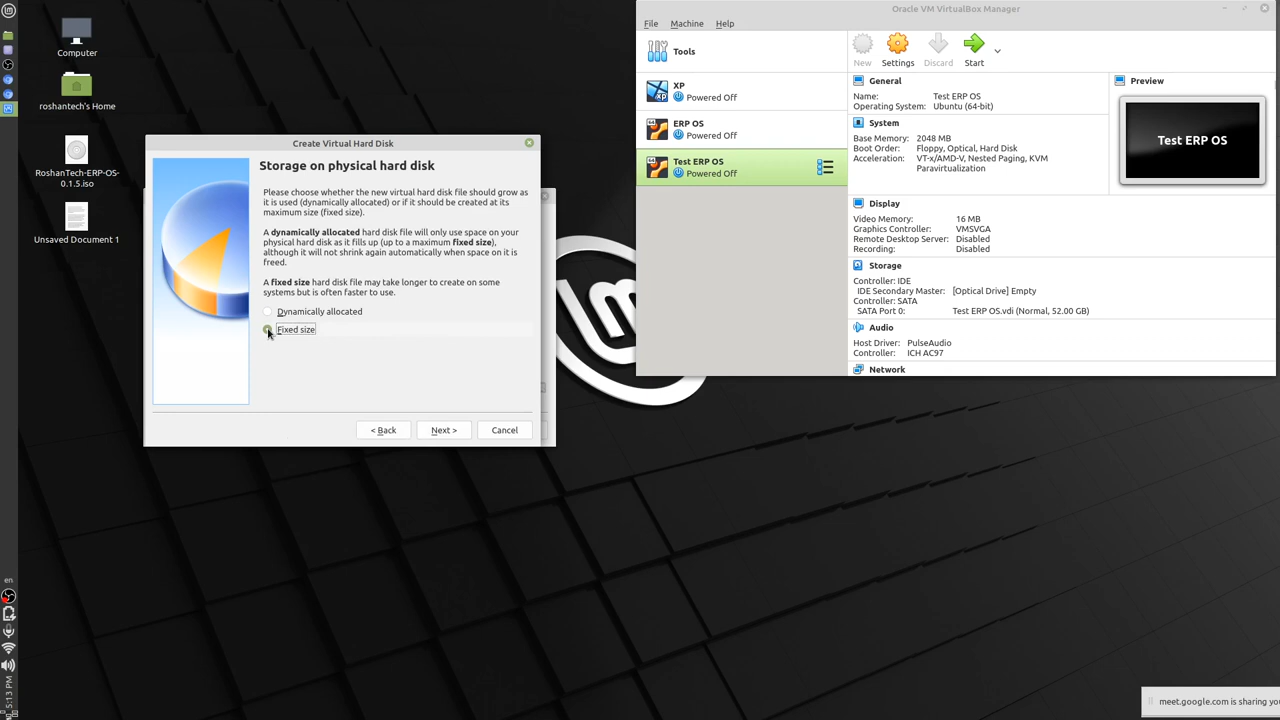 Computer
roshantech's Home
RoshanTech-ERP-OS-
0.1.5.iso
Unsaved Document 1
en
5:13 PM
Create Virtual Hard Disk
Storage on physical hard disk
Please choose whether the new virtual hard disk file should grow as
it is used (dynamically allocated) or if it should be created at its
maximum size (fixed size).
A dynamically allocated hard disk file will only use space on your
physical hard disk as it fills up (up to a maximum fixed size),
although it will not shrink again automatically when space on it is
freed.
A fixed size hard disk file may take longer to create on some
systems but is often faster to use.
Dynamically allocated
Fixed size
< Back
Next >
Cancel
Oracle VM VirtualBox Manager
File
Machine
Help
Tools
XP
XP
Powered Off
64
ERP OS
Powered Off
64
Test ERP OS
Powered Off
New
Settings
Discard
Start
General
Name: Test ERP OS
Operating System: Ubuntu (64-bit)
System
Base Memory: 2048 MB
Boot Order: Floppy, Optical, Hard Disk
Acceleration: VT-x/AMD-V, Nested Paging, KVM
Paravirtualization
Preview
Test ERP OS
Display
Video Memory: 16 MB
Graphics Controller: VMSVGA
Remote Desktop Server: Disabled
Recording: Disabled
Storage
Controller: IDE
IDE Secondary Master: [Optical Drive] Empty
Controller: SATA
SATA Port 0: Test ERP OS.vdi (Normal, 52.00 GB)
Audio
Host Driver: PulseAudio
Controller: ICH AC97
Network
meet.google.com is sharing you